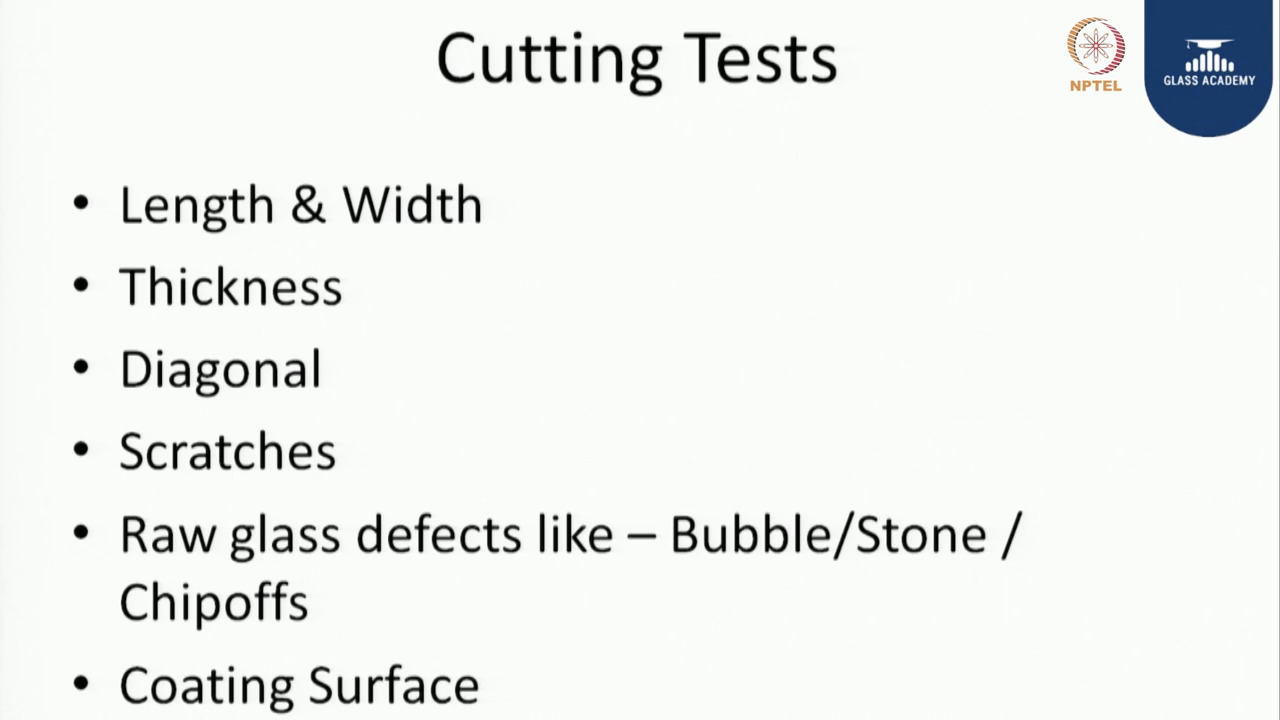 Cutting Tests
NPTEL
GLASS ACADEMY
• Length & Width
• Thickness
• Diagonal
• Scratches
• Raw glass defects like – Bubble/Stone /
Chipoffs
• Coating Surface